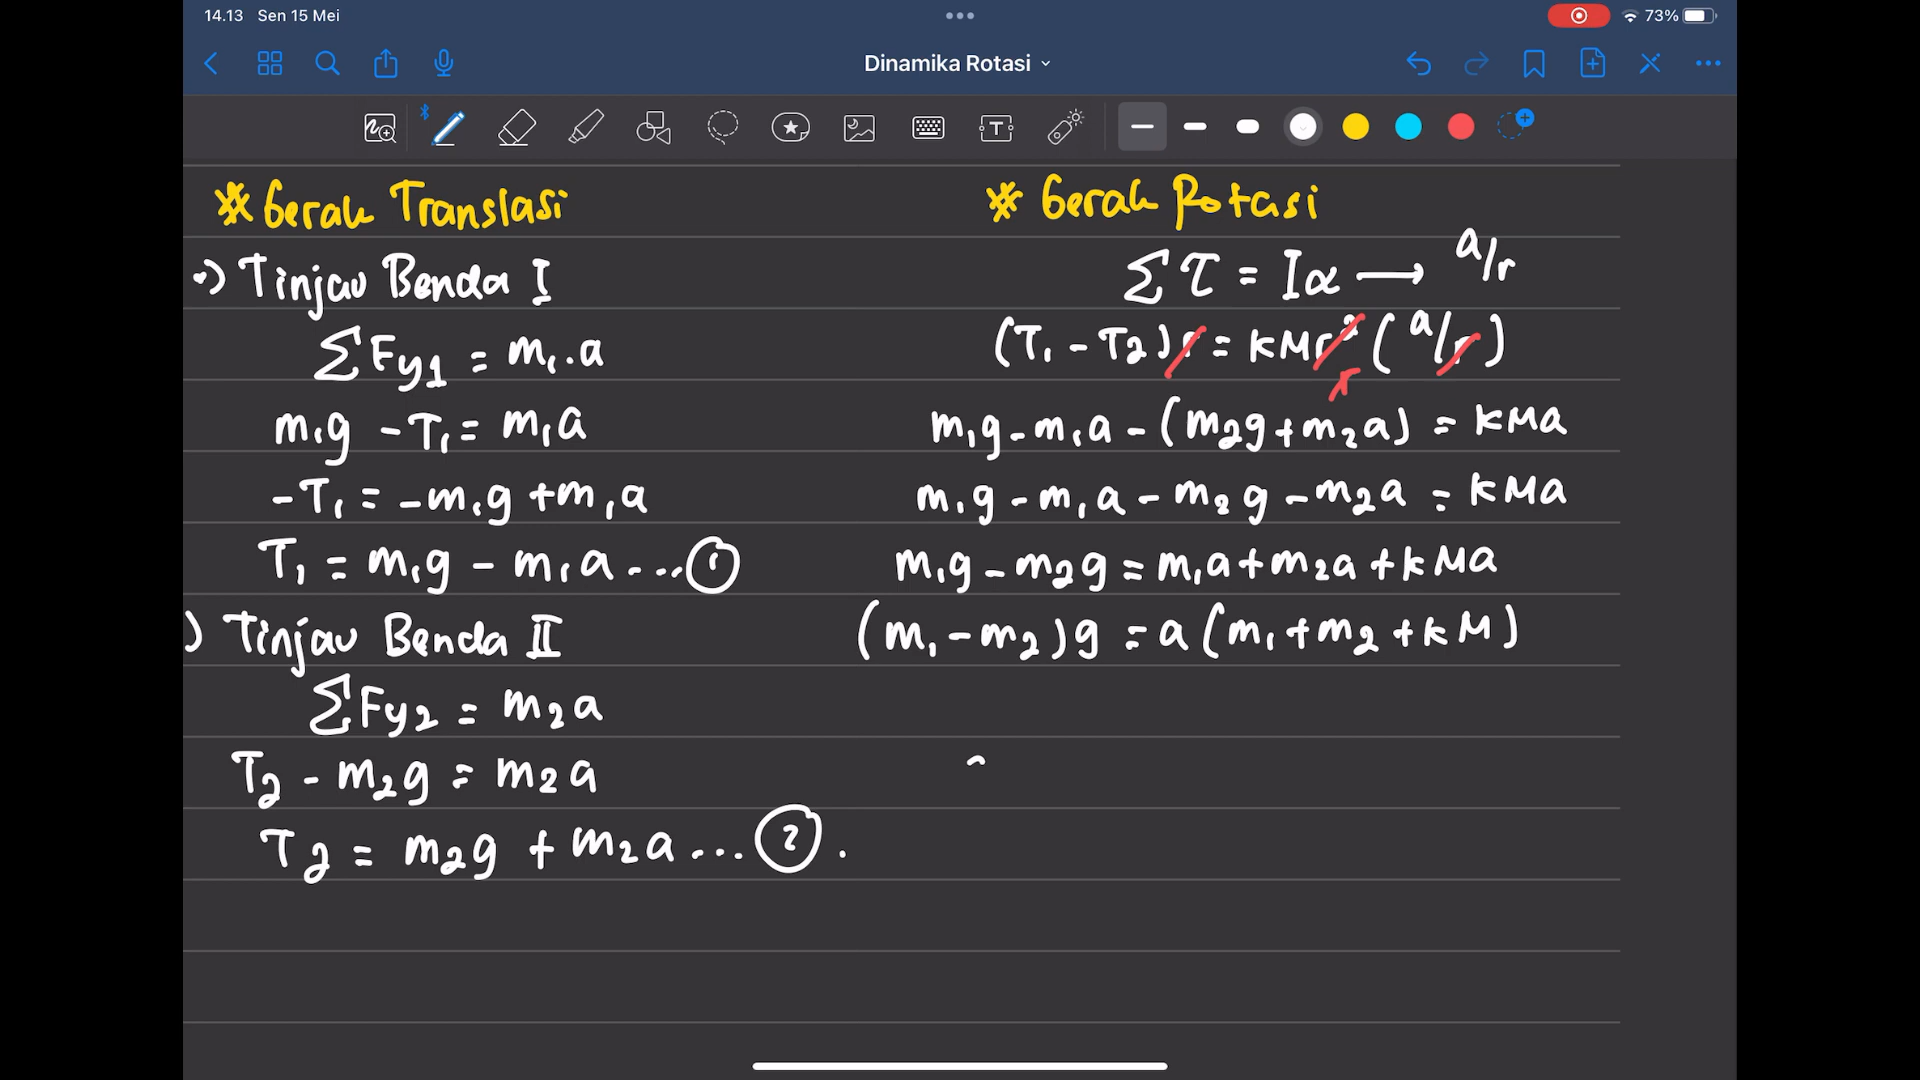 14.13 Sen 15 Mei
73%
Dinamika Rotasi
* Gerak Translasi
•) Tinjau Benda I
ΣFy1 = m₁.a
m₁g - T₁ = m₁a
-T₁ = -m₁g + m₁a
T₁ = m₁g - m₁a ... ①
) Tinjau Benda II
ΣFy₂ = m₂a
T₂ - m₂g = m₂a
T₂ = m₂g + m₂a ... ② .
* Gerak Rotasi
Στ = Iα → a/r
(T₁ - T₂)r = kMr² (a/r)
r
m₁g - m₁a - (m₂g + m₂a) = kMa
m₁g - m₁a - m₂g - m₂a = kMa
m₁g - m₂g = m₁a + m₂a + kMa
(m₁ - m₂)g = a(m₁ + m₂ + kM)